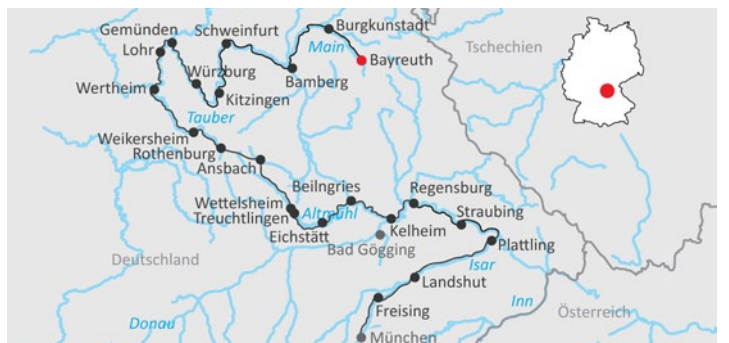 Gemünden
Schweinfurt
Burgkunstadt
Lohr
Main
Bayreuth
Tschechien
Würzburg
Bamberg
Wertheim
Kitzingen
Tauber
Weikersheim
Rothenburg
Ansbach
Beilngries
Regensburg
Wettelsheim
Treuchtlingen
Altmühl
Straubing
Eichstätt
Kelheim
Bad Gögging
Plattling
Deutschland
Isar
Landshut
Inn
Freising
Österreich
Donau
München